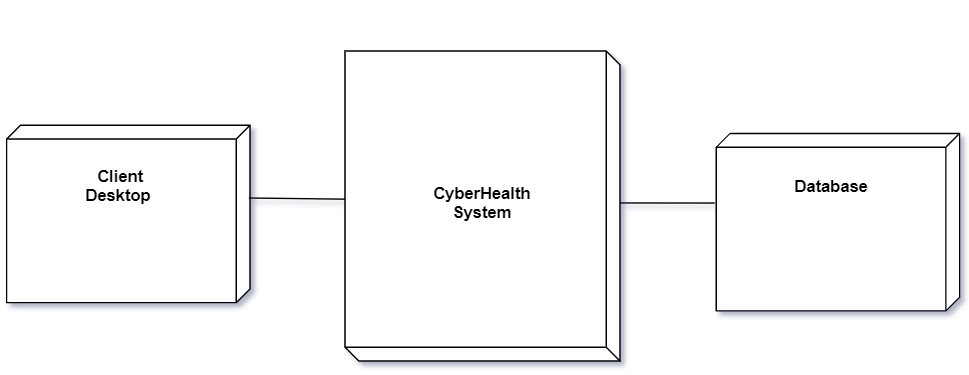 Client
Desktop
CyberHealth
System
Database